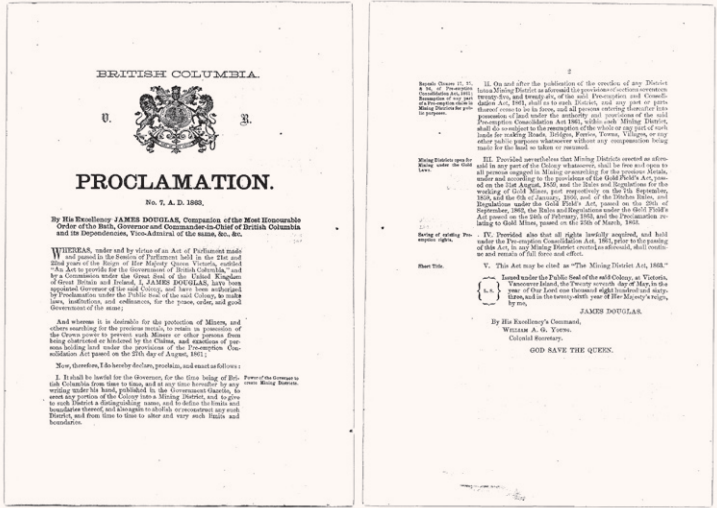 BRITISH COLUMBIA.
V. R.
PROCLAMATION.
No. 7, A. D. 1863,
By His Excellency JAMES DOUGLAS, Companion of the Most Honourable
Order of the Bath, Governor and Commander-in-Chief of British Columbia
and its Dependencies, Vice-Admiral of the same, &c., &c.
WHEREAS, under and by virtue of an Act of Parliament made
and passed in the Session of Parliament held in the 21st and
22nd years of the Reign of Her Majesty Queen Victoria, entitled
"An Act to provide for the Government of British Columbia," and
by a Commission under the Great Seal of the United Kingdom
of Great Britain and Ireland, I, JAMES DOUGLAS, have been
appointed Governor of the said Colony, and have been authorized
by Proclamation under the Public Seal of the said Colony, to make
laws, institutions, and ordinances, for the peace, order, and good
Government of the same;
And whereas it is desirable for the protection of Miners, and
others searching for the precious metals, to retain in possession of
the Crown power to prevent such Miners or other persons from
being obstructed or hindered by the Claims, and exactions of per-
sons holding land under the provisions of the Pre-emption Con-
solidation Act passed on the 27th day of August, 1861;
Now, therefore, I do hereby declare, proclaim, and enact as follows:
I. It shall be lawful for the Governor, for the time being of Bri-
tish Columbia from time to time, and at any time hereafter by any
writing under his hand, published in the Government Gazette, to
erect any portion of the Colony into a Mining District, and to give
to such District a distinguishing name, and to define the limits and
boundaries thereof, and also again to abolish or reconstruct any such
District, and from time to time to alter and vary such limits and
boundaries.
Power of the Governor to
create Mining Districts.
2
Repeals Clauses 17, 25,
& 26, of Pre-emption
Consolidation Act, 1861;
Resumption of any part
of a Pre-emption claim in
Mining Districts for pub-
lic purposes.
II. On and after the publication of the erection of any District
into a Mining District as aforesaid the provisions of sections seventeen
twenty-five, and twenty-six, of the said Pre-emption and Consoli-
dation Act, 1861, shall as to such District, and any part or parts
thereof cease to be in force, and all persons entering thereafter into
possession of land under the authority and provisions of the said
Pre-emption Consolidation Act 1861, within such Mining District,
shall do so subject to the resumption of the whole or any part of such
lands for making Roads, Bridges, Ferries, Towns, Villages, or any
other public purposes whatsoever without any compensation being
made for the land so taken or resumed.
Mining Districts open for
Mining under the Gold
Laws.
III. Provided nevertheless that Mining Districts erected as afore-
said in any part of the Colony whatsoever, shall be free and open to
all persons engaged in Mining or searching for the precious Metals,
under and according to the provisions of the Gold Field's Act, pass-
ed on the 31st August, 1859, and the Rules and Regulations for the
working of Gold Mines, past respectively on the 7th September,
1859, and the 6th of January, 1860, and of the Ditches Rules, and
Regulations under the Gold Field's Act, passed on the 29th of
September, 1862, the Rules and Regulations under the Gold Field's
Act passed on the 24th of February, 1863, and the Proclamation re-
lating to Gold Mines, passed on the 25th of March, 1863.
Saving of existing Pre-
emption rights.
IV. Provided also that all rights lawfully acquired, and held
under the Pre-emption Consolidation Act, 1861, prior to the passing
of this Act, in any Mining District created as aforesaid, shall contin-
ue and remain of full force and effect.
Short Title.
V. This Act may be cited as "The Mining District Act, 1863."
L. S.
Issued under the Public Seal of the said Colony, at Victoria,
Vancouver Island, the Twenty seventh day of May, in the
year of Our Lord one thousand eight hundred and sixty-
three, and in the twenty-sixth year of Her Majesty's reign,
by me,
JAMES DOUGLAS.
By His Excellency's Command,
WILLIAM A. G. YOUNG.
Colonial Secretary.
GOD SAVE THE QUEEN.